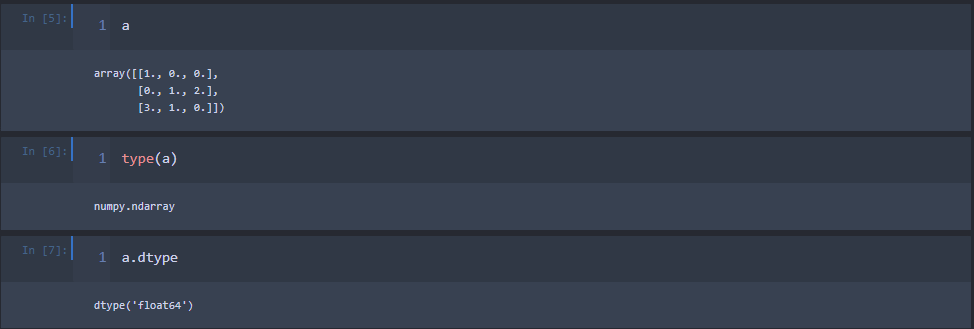 In [5]: 1 a
array([[1., 0., 0.],
       [0., 1., 2.],
       [3., 1., 0.]])
In [6]: 1 type(a)
numpy.ndarray
In [7]: 1 a.dtype
dtype('float64')